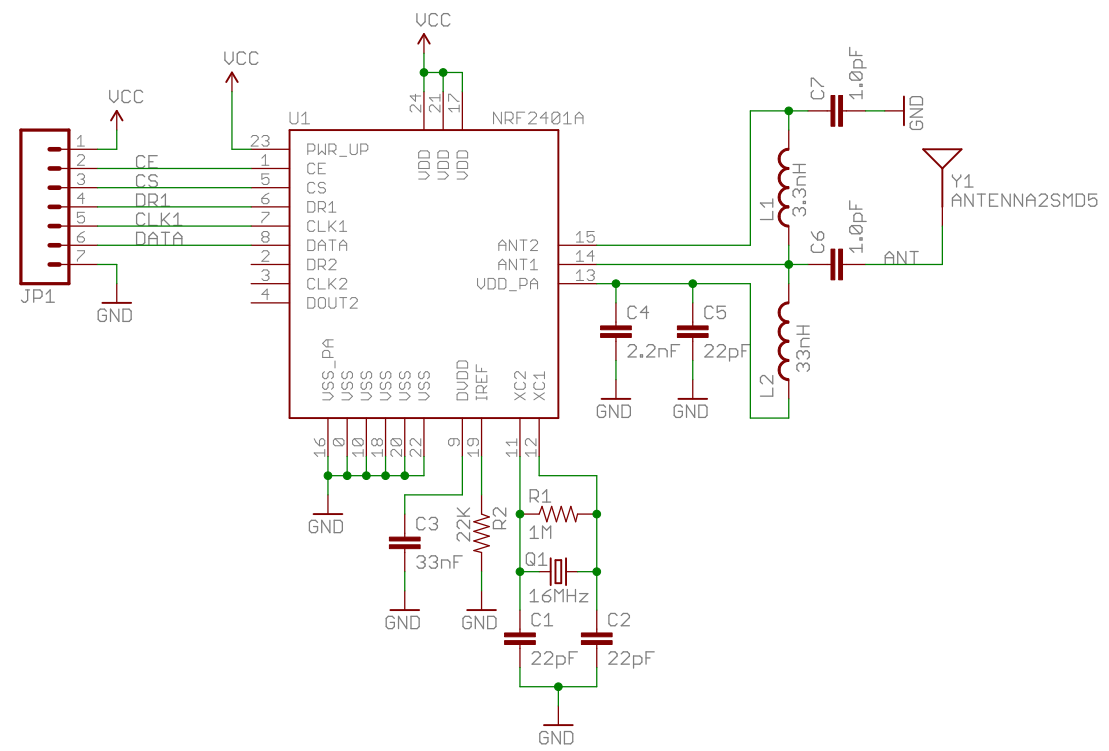 VCC
VCC
VCC
U1
NRF2401A
24
21
17
VDD
VDD
VDD
1
2
3
4
5
6
7
JP1
GND
CE
CS
DR1
CLK1
DATA
23
1
5
6
7
8
2
3
4
PWR_UP
CE
CS
DR1
CLK1
DATA
DR2
CLK2
DOUT2
ANT2
ANT1
VDD_PA
15
14
13
C7
1.0pF
GND
L1
3.3nH
C6
1.0pF
ANT
Y1
ANTENNA2SMD5
C4
2.2nF
GND
C5
22pF
GND
L2
33nH
VSS_PA
VSS
VSS
VSS
VSS
VSS
DVDD
IREF
XC2
XC1
16
0
10
18
20
22
9
19
11
12
GND
C3
33nF
GND
22K
R2
GND
R1
1M
Q1
16MHz
C1
22pF
C2
22pF
GND